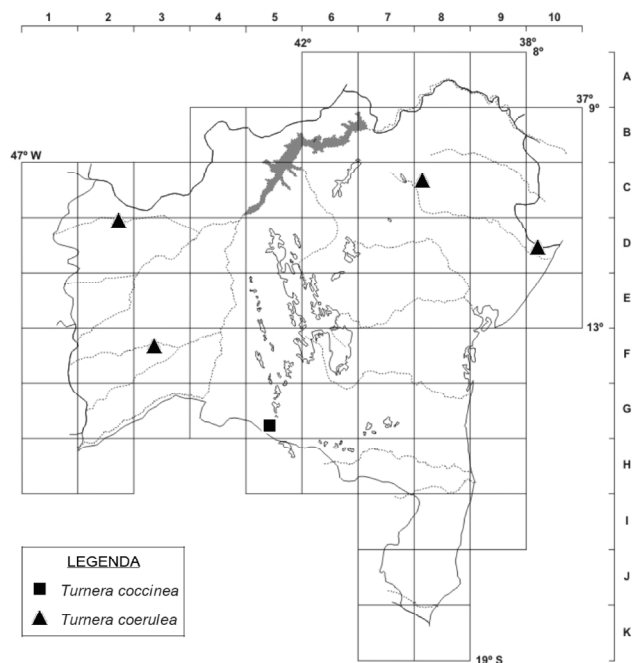 1 2 3 4 5 6 7 8 9 10
42º 38º 8º
A
37º
9º
B
47º W
C
D
E
13º
F
G
H
I
LEGENDA
J
Turnera coccinea
Turnera coerulea
K
19º S